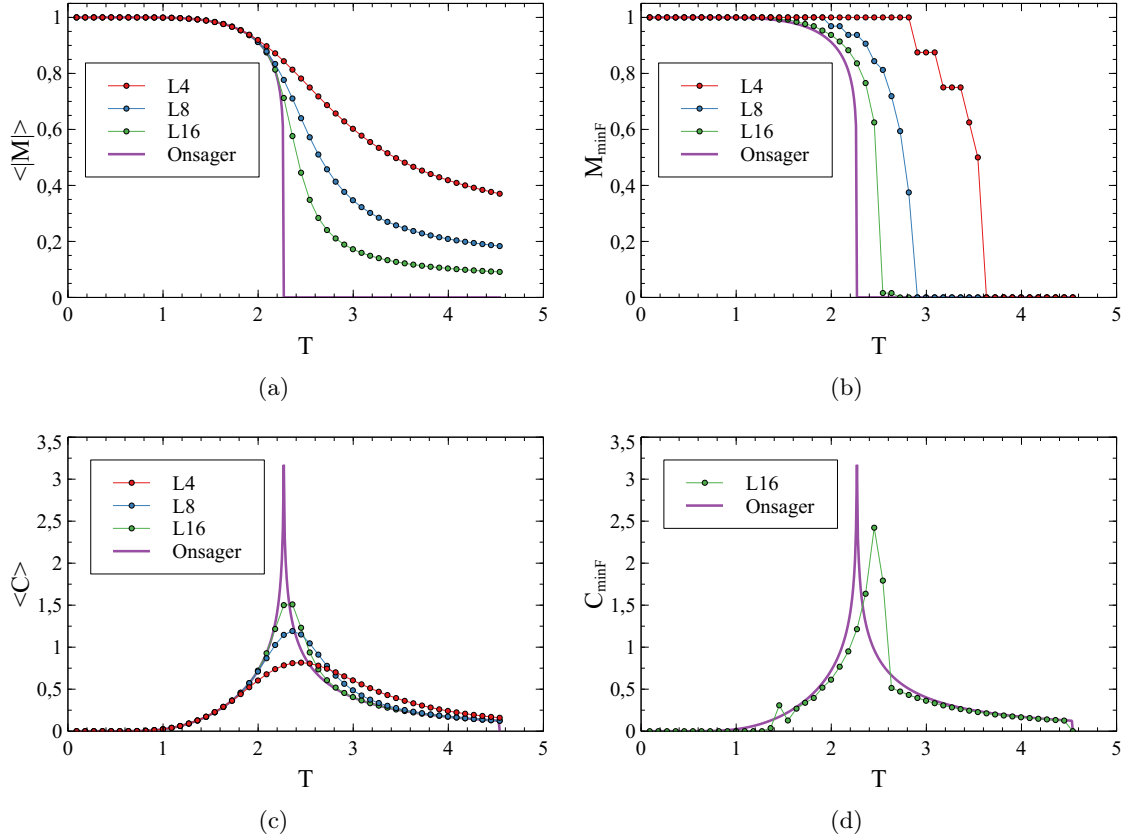 <|M|>
1
0,8
0,6
0,4
0,2
0
L4
L8
L16
Onsager
0 1 2 3 4 5
T
(a)
M_minF
1
0,8
0,6
0,4
0,2
0
L4
L8
L16
Onsager
0 1 2 3 4 5
T
(b)
<C>
3,5
3
2,5
2
1,5
1
0,5
0
L4
L8
L16
Onsager
0 1 2 3 4 5
T
(c)
C_minF
3,5
3
2,5
2
1,5
1
0,5
0
L16
Onsager
0 1 2 3 4 5
T
(d)